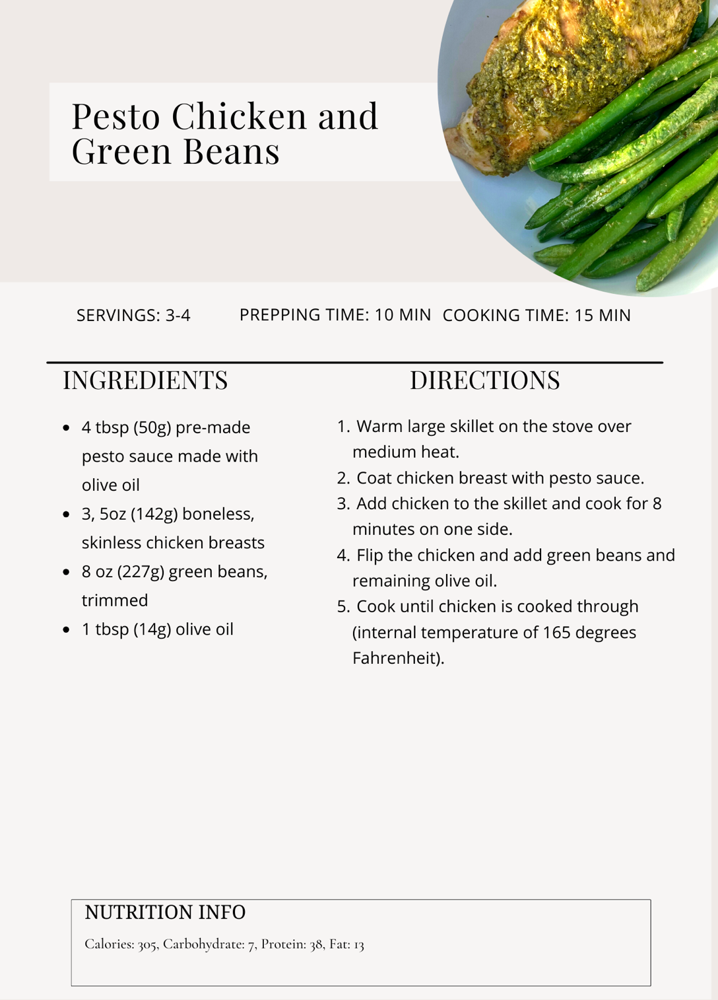 Pesto Chicken and
Green Beans
SERVINGS: 3-4
PREPPING TIME: 10 MIN
COOKING TIME: 15 MIN
INGREDIENTS
• 4 tbsp (50g) pre-made
pesto sauce made with
olive oil
• 3, 5oz (142g) boneless,
skinless chicken breasts
• 8 oz (227g) green beans,
trimmed
• 1 tbsp (14g) olive oil
DIRECTIONS
1. Warm large skillet on the stove over
medium heat.
2. Coat chicken breast with pesto sauce.
3. Add chicken to the skillet and cook for 8
minutes on one side.
4. Flip the chicken and add green beans and
remaining olive oil.
5. Cook until chicken is cooked through
(internal temperature of 165 degrees
Fahrenheit).
NUTRITION INFO
Calories: 305, Carbohydrate: 7, Protein: 38, Fat: 13